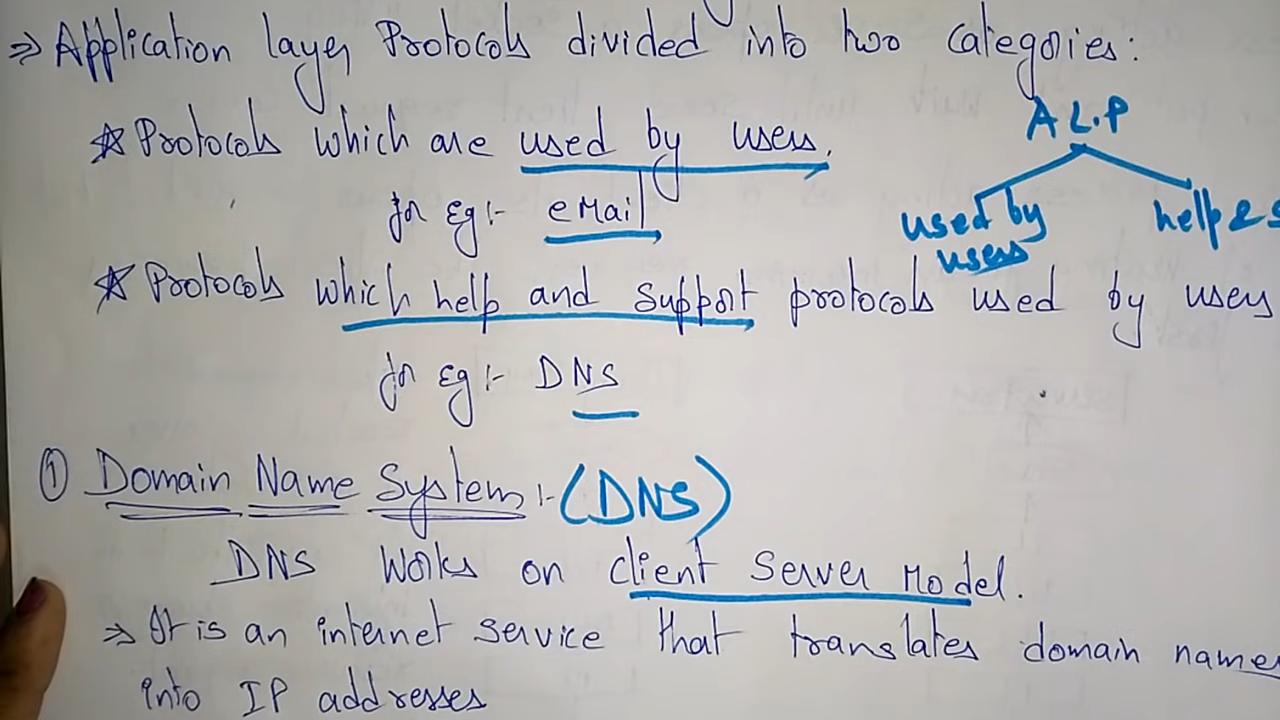 ⇒ Application layer Protocols divided into two categories:
A L.P
☆ Protocols which are used by users.
for eg:- eMail
used by users
help & s
☆ Protocols which help and support protocols used by users
for eg:- DNS
① Domain Name System:- (DNS)
DNS works on client server Model.
⇒ It is an internet service that translates domain names
into IP addresses